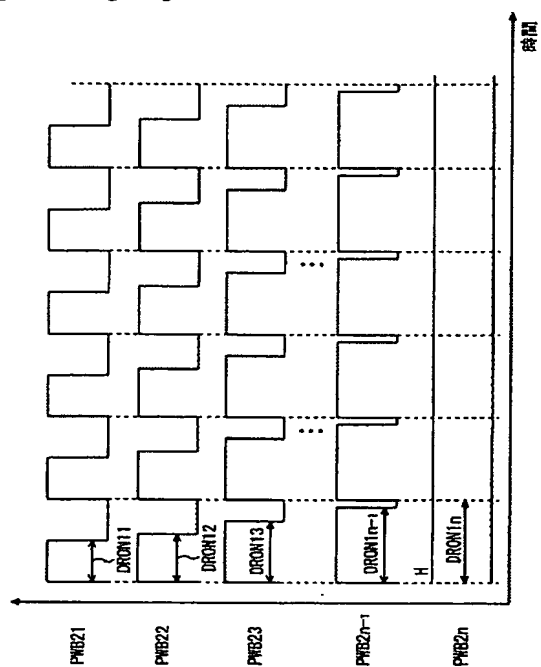 PWB21
PWB22
PWB23
PWB2n-1
PWB2n
DRON11
DRON12
DRON13
DRON1n-1
DRON1n
H
時間